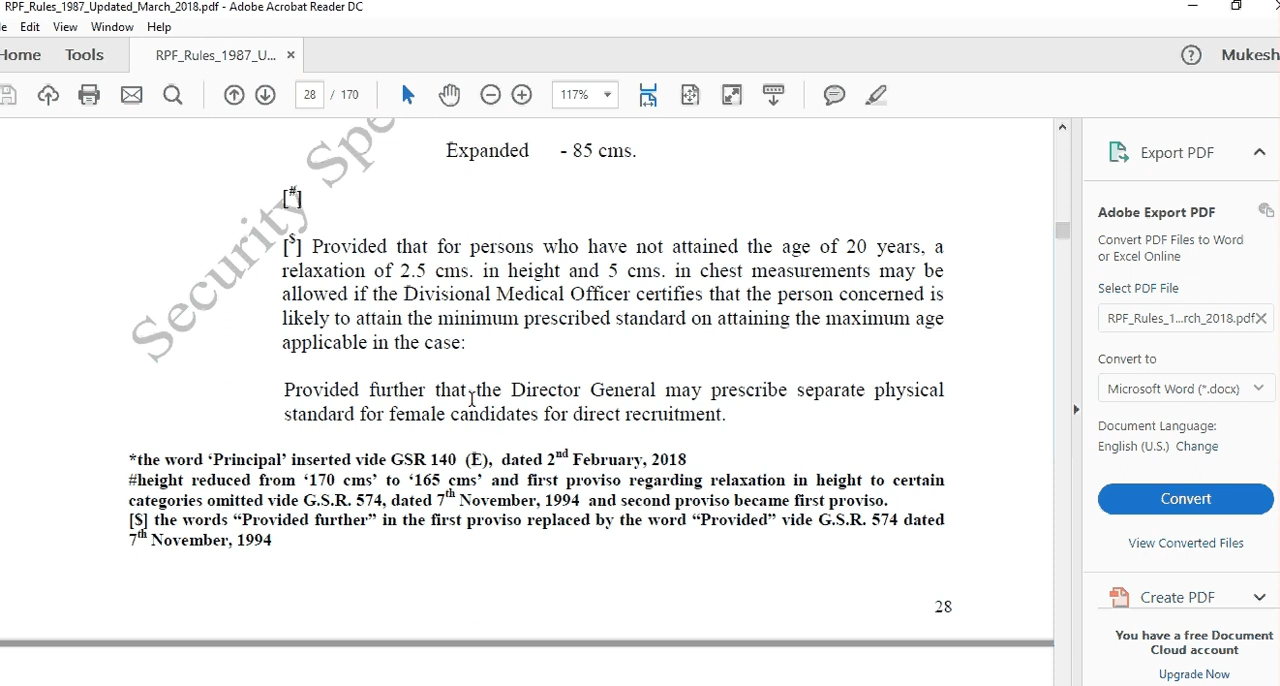 RPF_Rules_1987_Updated_March_2018.pdf - Adobe Acrobat Reader DC
Edit View Window Help
Home Tools RPF_Rules_1987_U... × ? Mukesh
28 / 170 117%
Expanded - 85 cms.
[#]
[$] Provided that for persons who have not attained the age of 20 years, a
relaxation of 2.5 cms. in height and 5 cms. in chest measurements may be
allowed if the Divisional Medical Officer certifies that the person concerned is
likely to attain the minimum prescribed standard on attaining the maximum age
applicable in the case:
Provided further that the Director General may prescribe separate physical
standard for female candidates for direct recruitment.
*the word ‘Principal’ inserted vide GSR 140 (E), dated 2nd February, 2018
#height reduced from ‘170 cms’ to ‘165 cms’ and first proviso regarding relaxation in height to certain
categories omitted vide G.S.R. 574, dated 7th November, 1994 and second proviso became first proviso.
[$] the words “Provided further” in the first proviso replaced by the word “Provided” vide G.S.R. 574 dated
7th November, 1994
28
Security Spe
Export PDF
Adobe Export PDF
Convert PDF Files to Word
or Excel Online
Select PDF File
RPF_Rules_1...rch_2018.pdf ×
Convert to
Microsoft Word (*.docx)
Document Language:
English (U.S.) Change
Convert
View Converted Files
Create PDF
You have a free Document
Cloud account
Upgrade Now